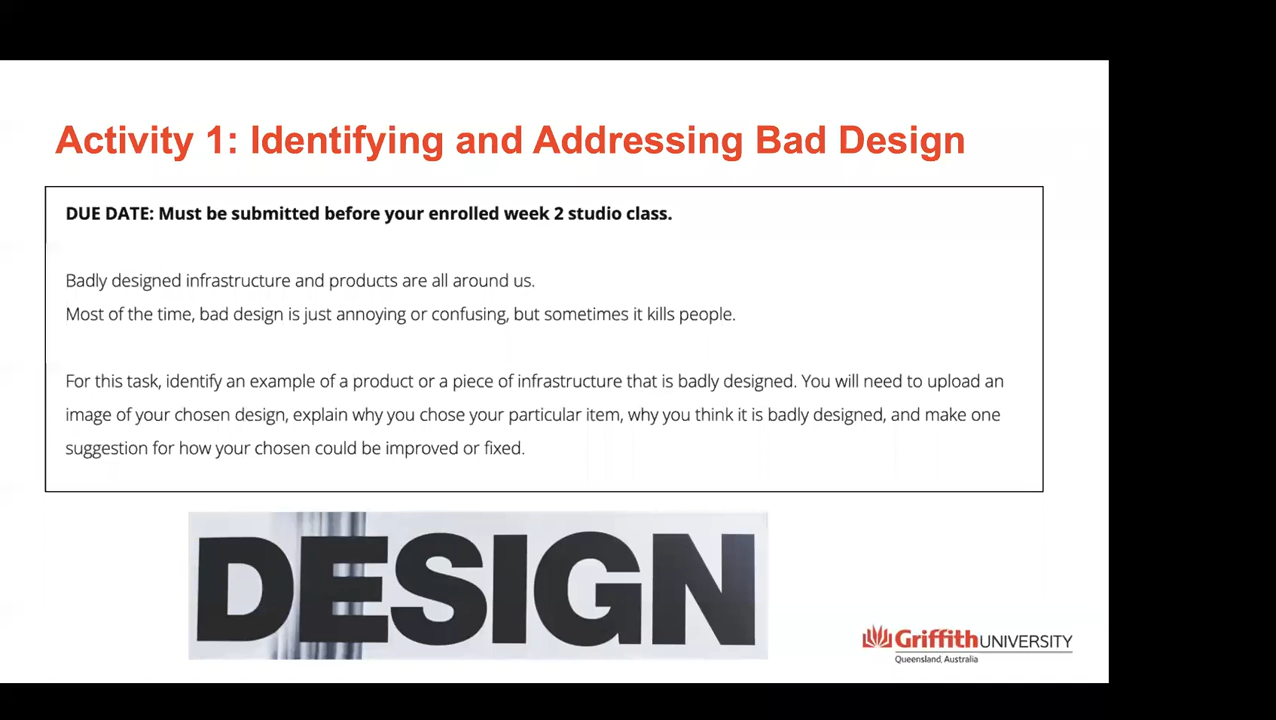 Activity 1: Identifying and Addressing Bad Design
DUE DATE: Must be submitted before your enrolled week 2 studio class.
Badly designed infrastructure and products are all around us.
Most of the time, bad design is just annoying or confusing, but sometimes it kills people.
For this task, identify an example of a product or a piece of infrastructure that is badly designed. You will need to upload an
image of your chosen design, explain why you chose your particular item, why you think it is badly designed, and make one
suggestion for how your chosen could be improved or fixed.
DESIGN
Griffith UNIVERSITY
Queensland, Australia